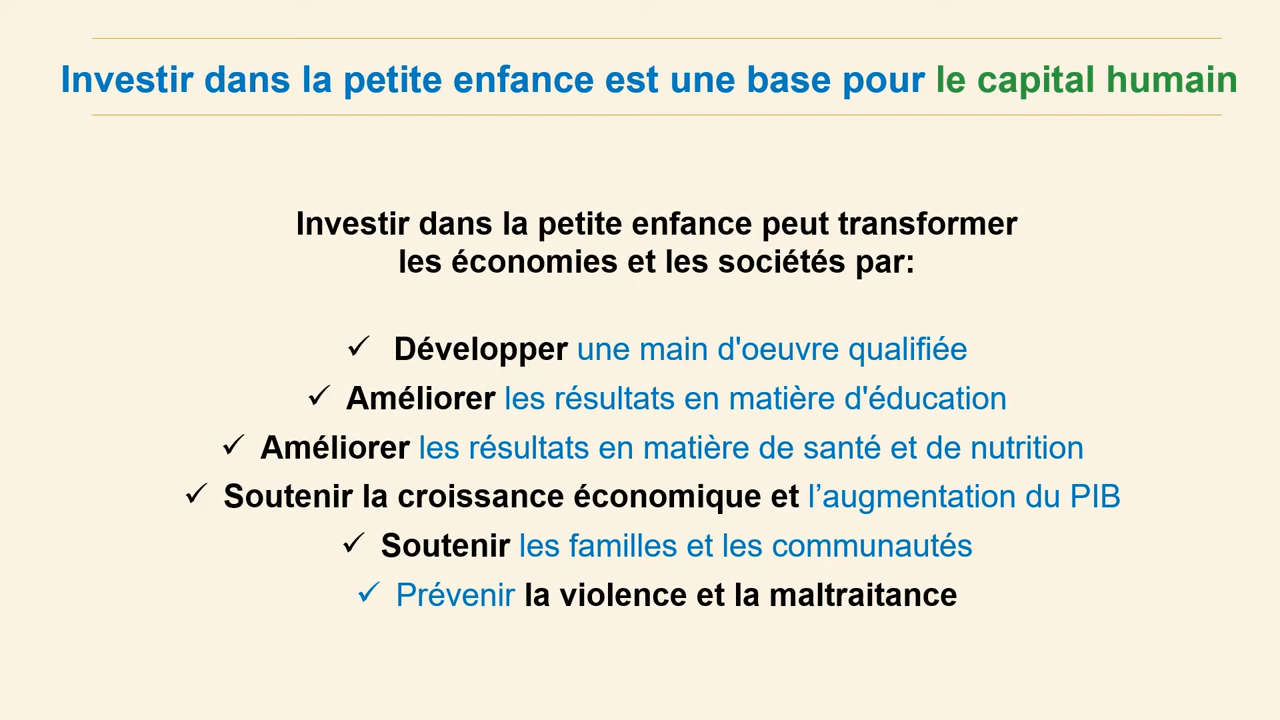 Investir dans la petite enfance est une base pour le capital humain
Investir dans la petite enfance peut transformer
les économies et les sociétés par:
✓ Développer une main d'oeuvre qualifiée
✓ Améliorer les résultats en matière d'éducation
✓ Améliorer les résultats en matière de santé et de nutrition
✓ Soutenir la croissance économique et l’augmentation du PIB
✓ Soutenir les familles et les communautés
✓ Prévenir la violence et la maltraitance